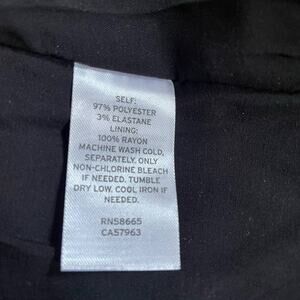 SELF:
97% POLYESTER
3% ELASTANE
LINING:
100% RAYON
MACHINE WASH COLD,
SEPARATELY. ONLY
NON-CHLORINE BLEACH
IF NEEDED. TUMBLE
DRY LOW. COOL IRON IF
NEEDED.
RN58665
CA57963